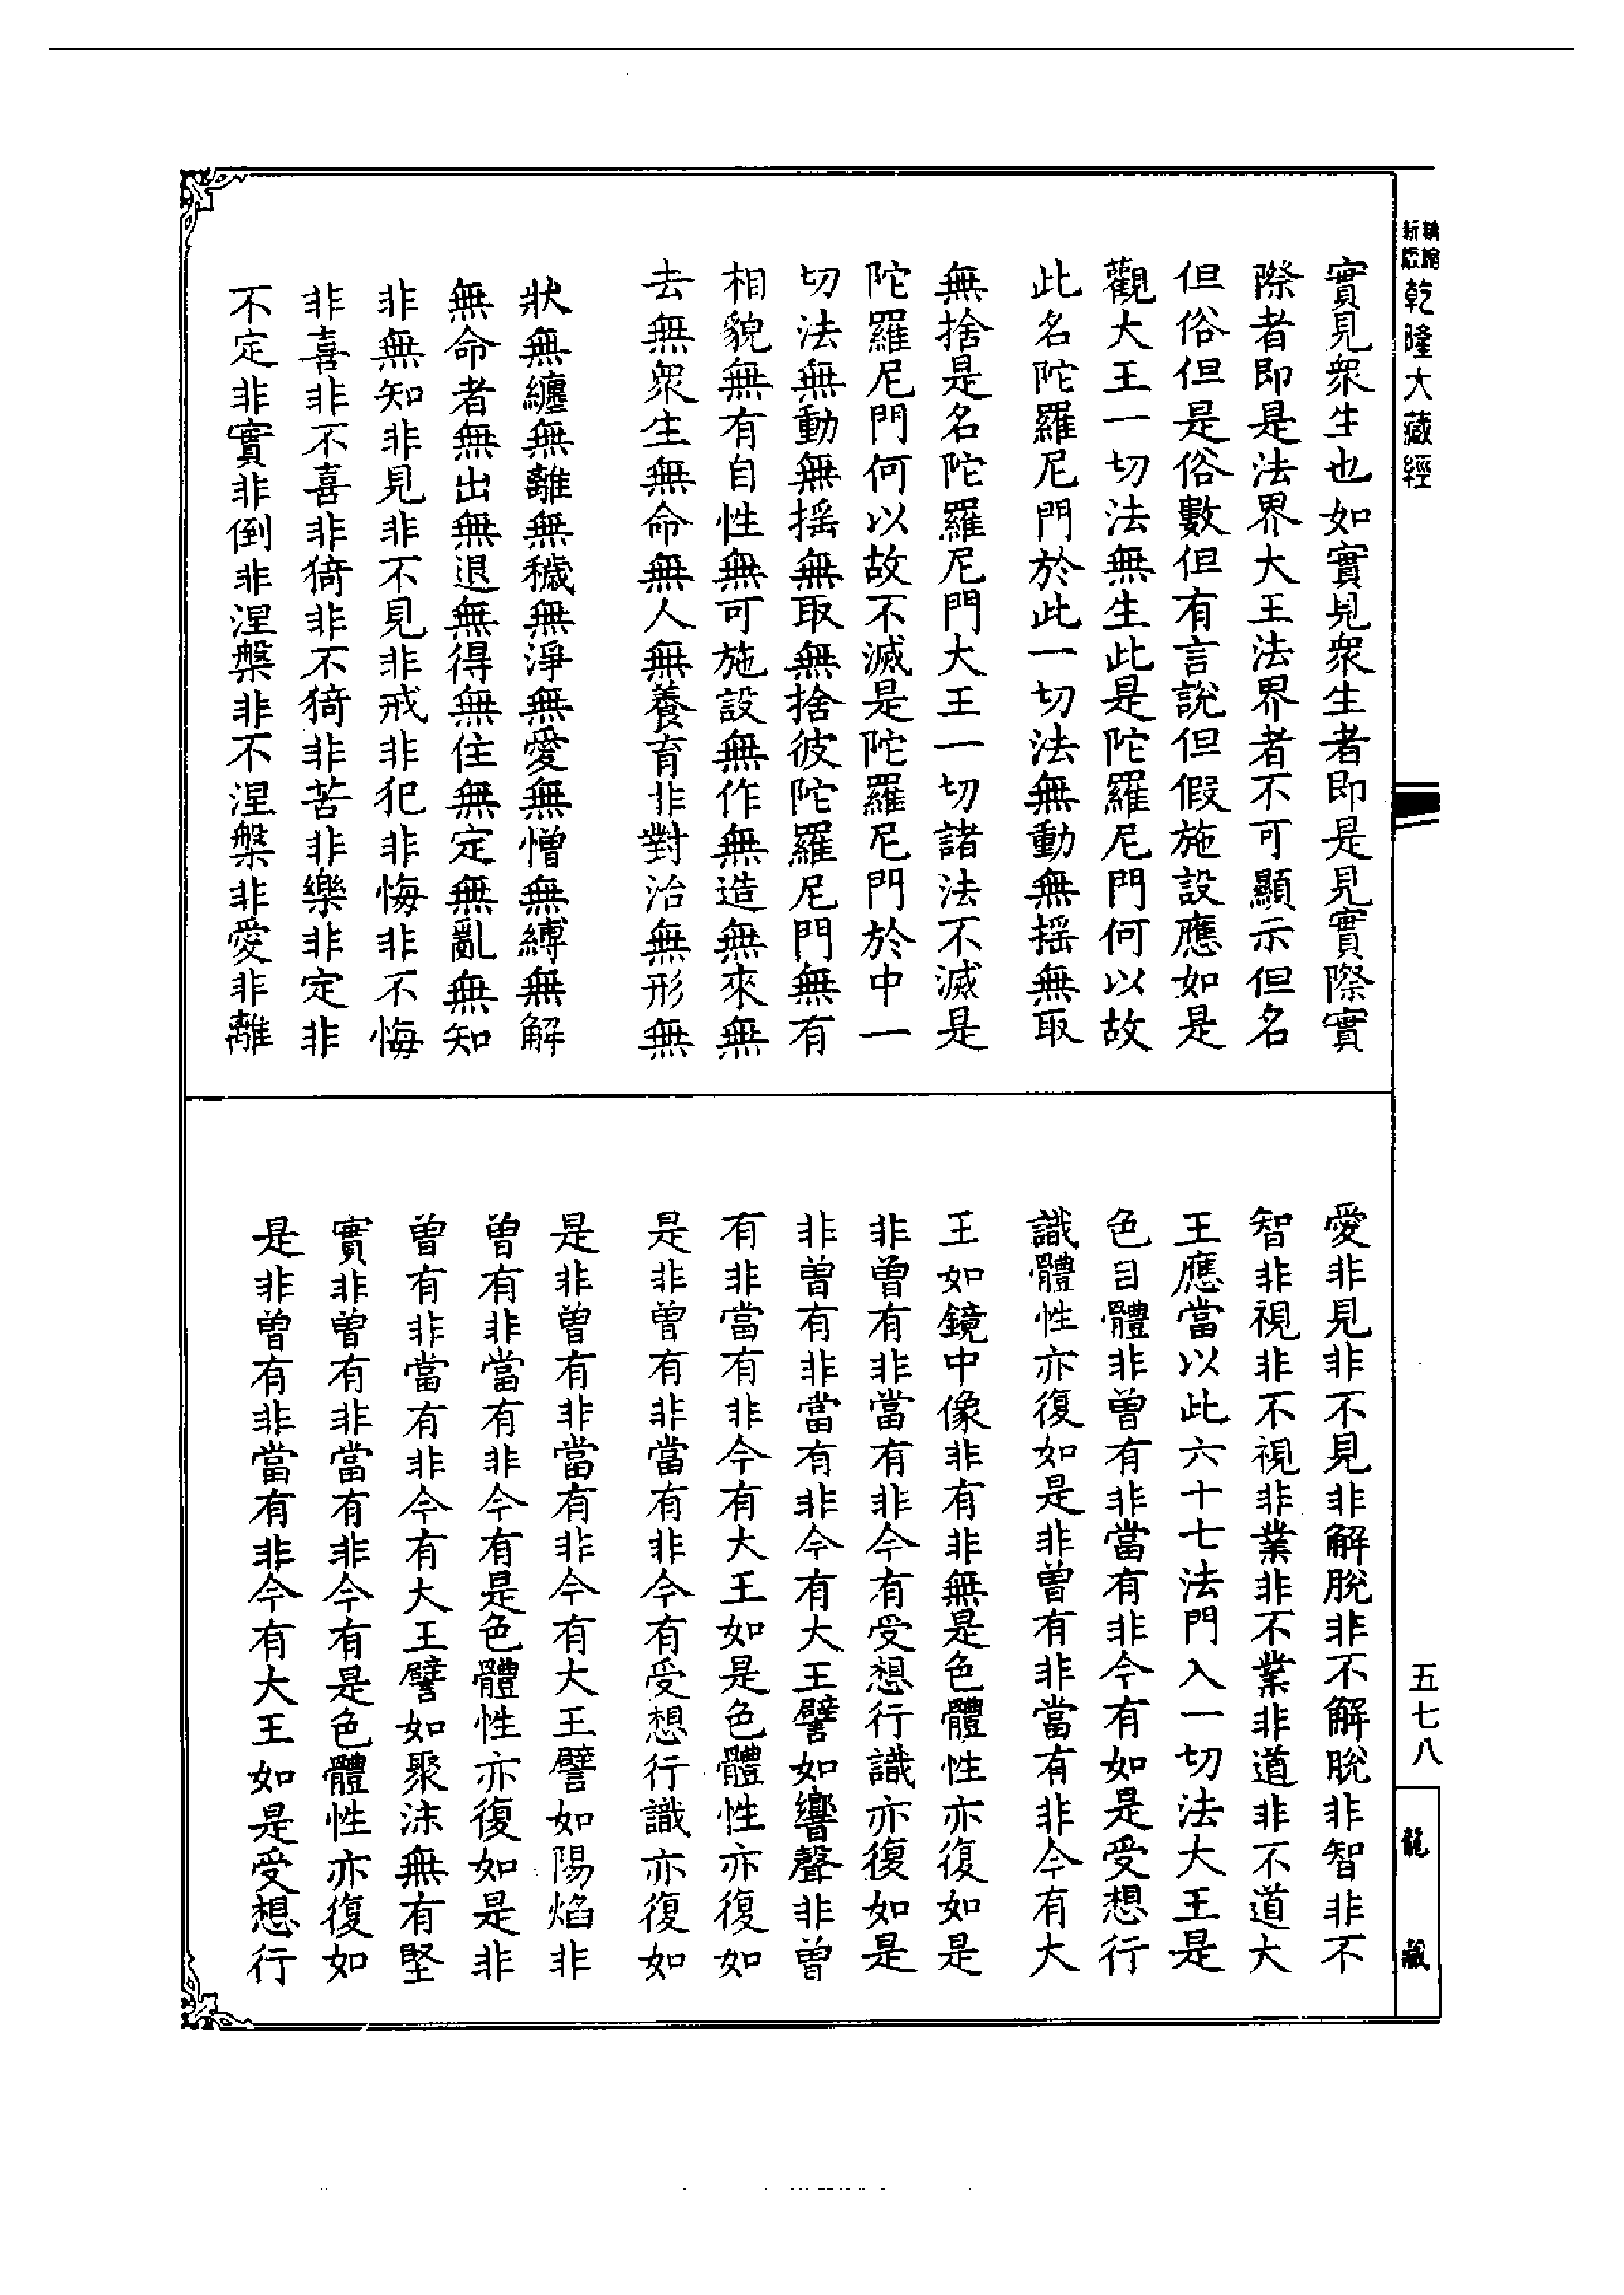 乾隆大藏經
實見衆生也如實見衆生者即是見實際實
際者即是法界大王法界者不可顯示但名
但俗但是俗數但有言說但假施設應如是
觀大王一切法無生此是陀羅尼門何以故
此名陀羅尼門於此一切法無動無揺無取
無捨是名陀羅尼門大王一切諸法不滅是
陀羅尼門何以故不滅是陀羅尼門於中一
切法無動無揺無取無捨彼陀羅尼門無有
相貌無有自性無可施設無作無造無來無
去無衆生無命無人無養育非對治無形無
狀無纏無離無穢無淨無愛無憎無縛無解
無命者無出無退無得無住無定無亂無知
非無知非見非不見非戒非犯非悔非不悔
非喜非不喜非猗非不猗非苦非樂非定非
不定非實非倒非涅槃非不涅槃非愛非離
愛非見非不見非解脫非不解脫非智非不
智非視非不視非業非不業非道非不道大
王應當以此六十七法門入一切法大王是
色自體非曾有非當有非今有如是受想行
識體性亦復如是非曾有非當有非今有大
王如鏡中像非有非無是色體性亦復如是
非曾有非當有非今有受想行識亦復如是
非曾有非當有非今有大王譬如響聲非曾
有非當有非今有大王如是色體性亦復如
是非曾有非當有非今有受想行識亦復如
是非曾有非當有非今有大王譬如陽焰非
曾有非當有非今有是色體性亦復如是非
曾有非當有非今有大王譬如聚沫無有堅
實非曾有非當有非今有是色體性亦復如
是非曾有非當有非今有大王如是受想行
五七八
龍藏